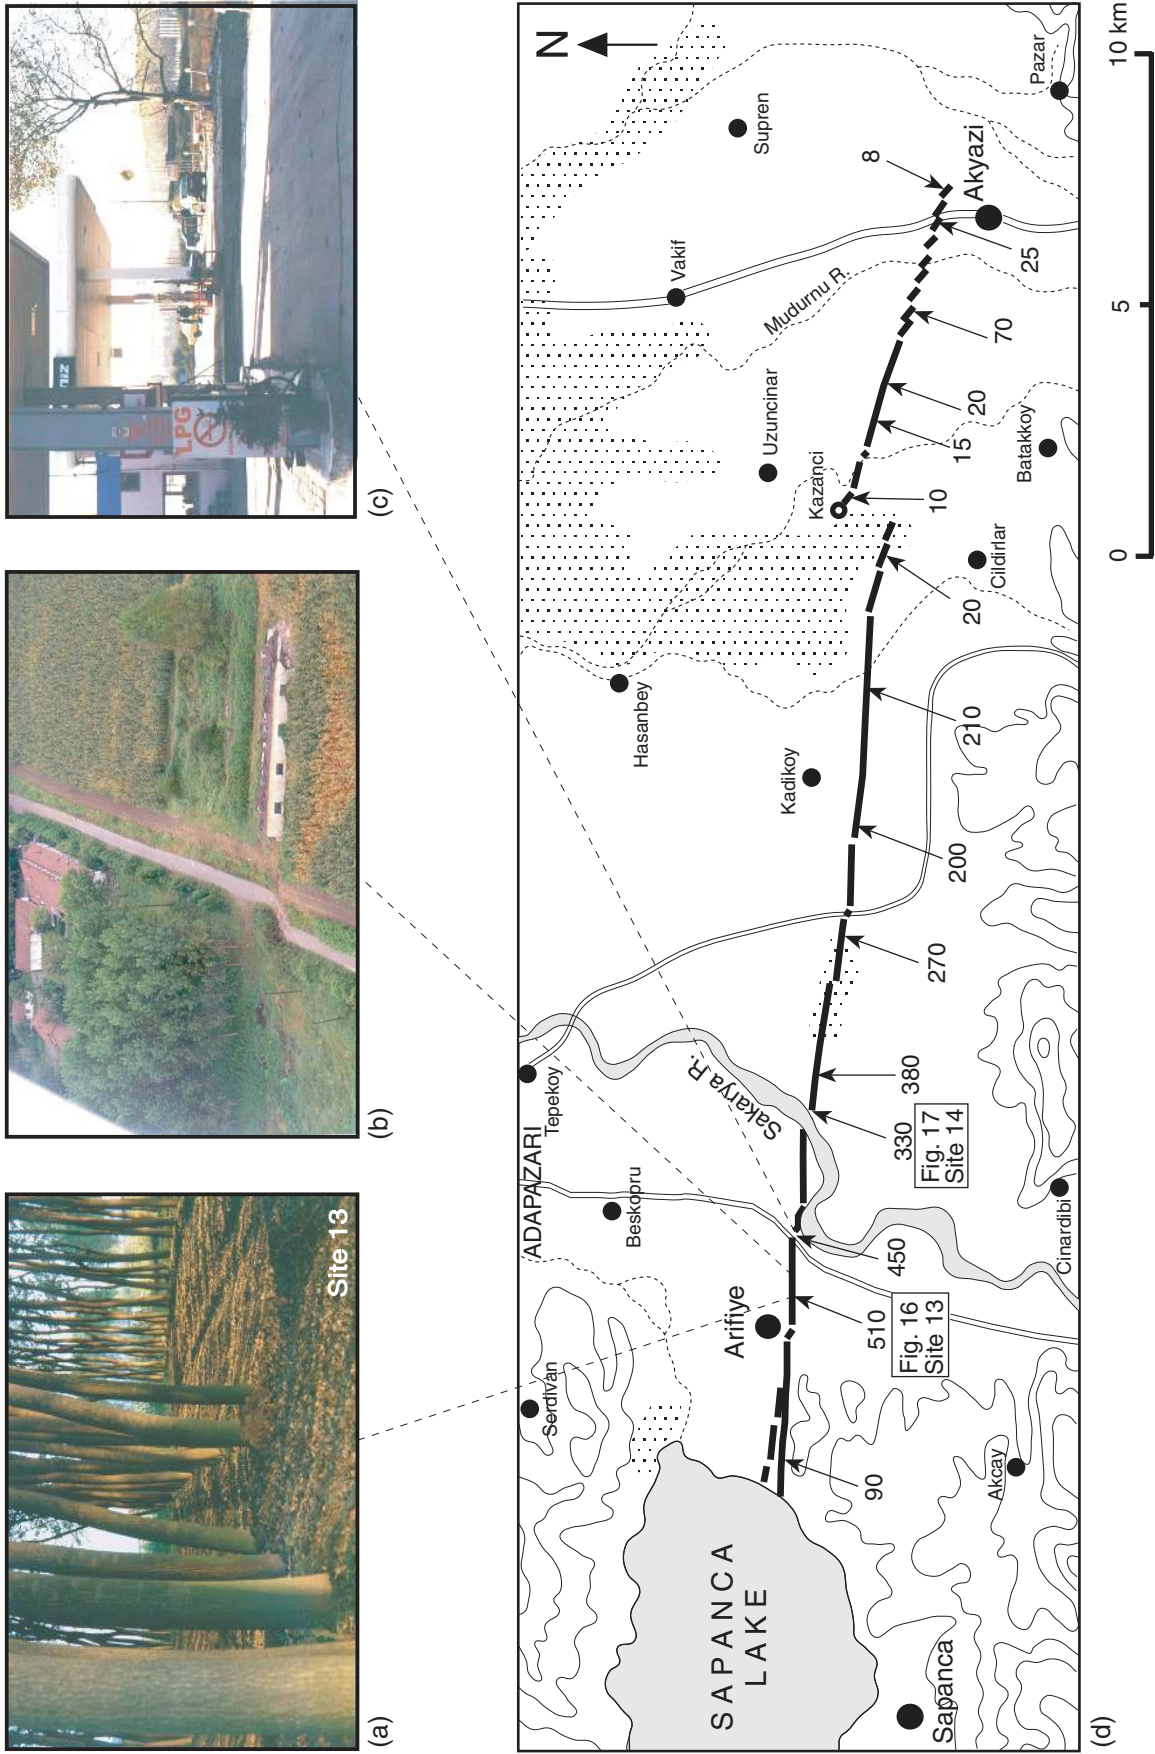 Site 13
(a)
(b)
NIZ
LPG
(c)
N
ADAPAZARI
Tepekoy
Serdivan
Beskopru
Hasanbey
Vakif
Supren
Pazar
Arifiye
Sakarya R.
Kadikoy
Uzuncinar
Mudurnu R.
Kazanci
Akyazi
SAPANCA
LAKE
Sapanca
Akcay
Cinardibi
Cildirlar
Batakkoy
90
510
Fig. 16
Site 13
450
330
Fig. 17
Site 14
380
270
200
210
20
10
15
20
70
25
8
0
5
10 km
(d)